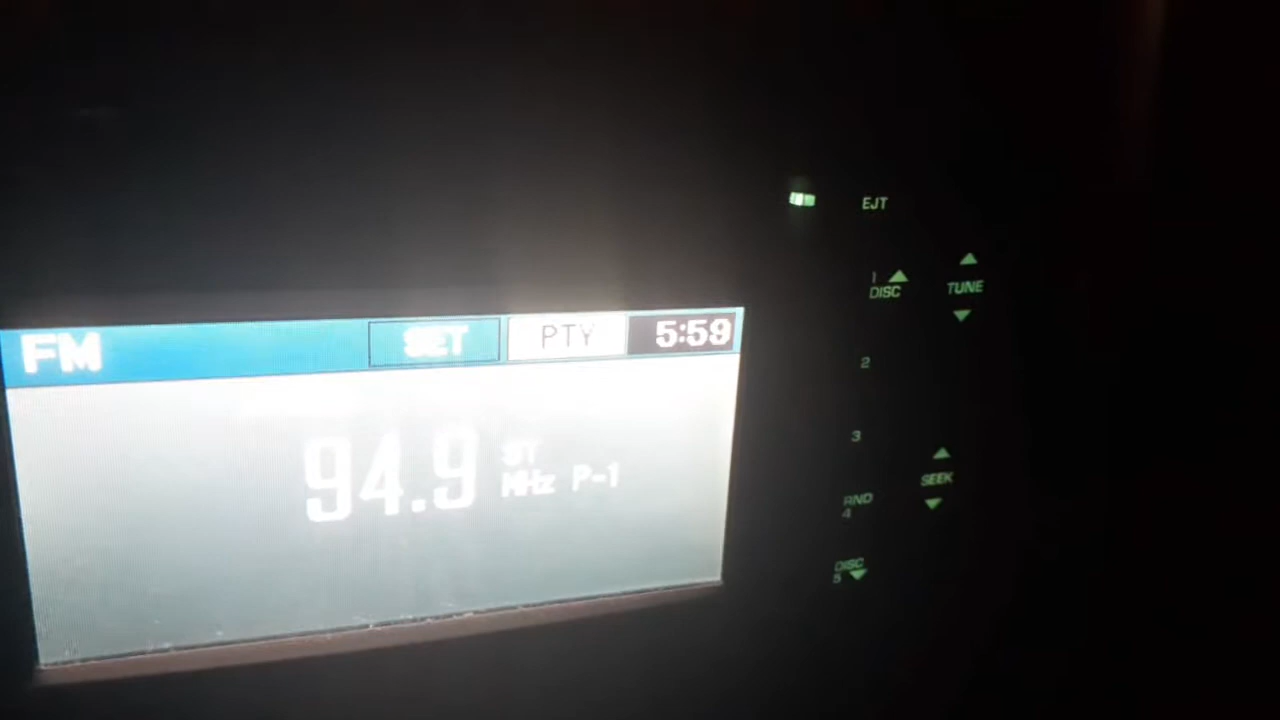 FM SET PTY 5:59
94.9 ST
MHz P-1
EJT
1
DISC
TUNE
2
3
SEEK
RND
4
DISC
5